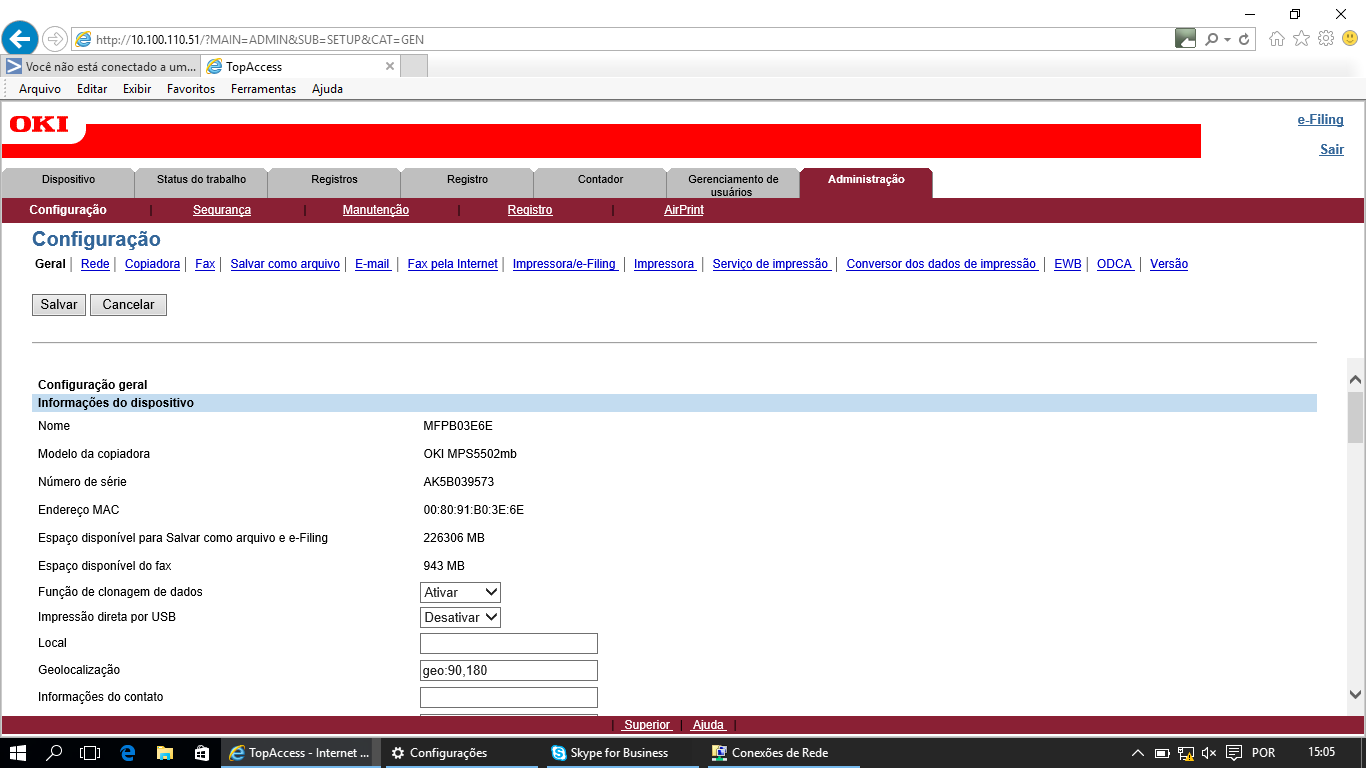 http://10.100.110.51/?MAIN=ADMIN&SUB=SETUP&CAT=GEN
Você não está conectado a um... TopAccess
Arquivo Editar Exibir Favoritos Ferramentas Ajuda
OKI
e-Filing
Sair
Dispositivo Status do trabalho Registros Registro Contador Gerenciamento de usuários Administração
Configuração | Segurança | Manutenção | Registro | AirPrint
Configuração
Geral | Rede | Copiadora | Fax | Salvar como arquivo | E-mail | Fax pela Internet | Impressora/e-Filing | Impressora | Serviço de impressão | Conversor dos dados de impressão | EWB | ODCA | Versão
Salvar Cancelar
Configuração geral
Informações do dispositivo
Nome MFPB03E6E
Modelo da copiadora OKI MPS5502mb
Número de série AK5B039573
Endereço MAC 00:80:91:B0:3E:6E
Espaço disponível para Salvar como arquivo e e-Filing 226306 MB
Espaço disponível do fax 943 MB
Função de clonagem de dados Ativar
Impressão direta por USB Desativar
Local
Geolocalização geo:90,180
Informações do contato
| Superior | Ajuda |
TopAccess - Internet ... Configurações Skype for Business Conexões de Rede POR 15:05